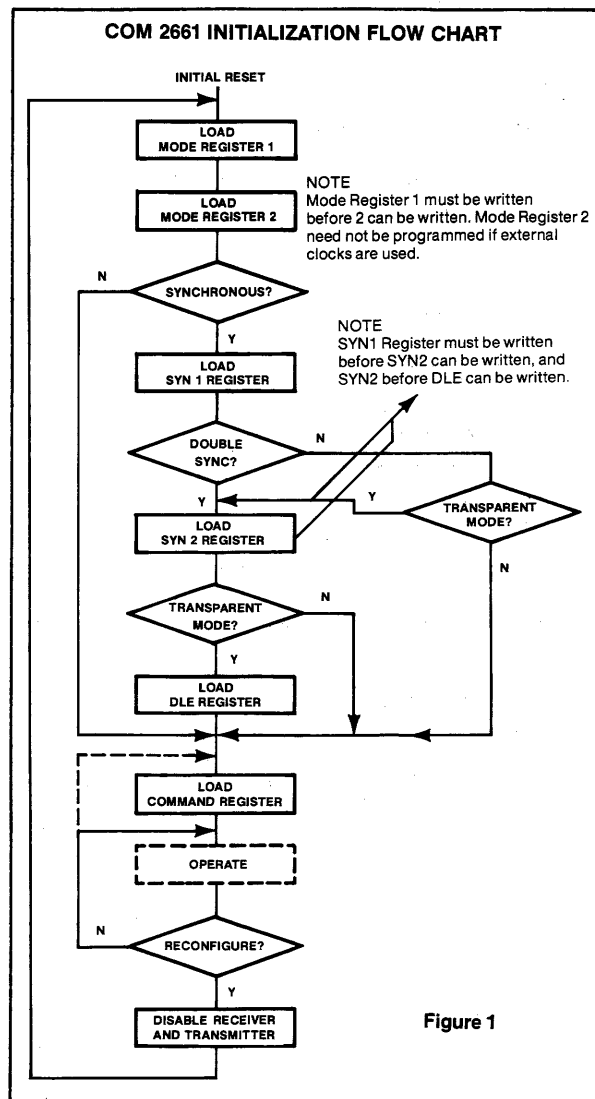 COM 2661 INITIALIZATION FLOW CHART
INITIAL RESET
LOAD
MODE REGISTER 1
LOAD
MODE REGISTER 2
NOTE
Mode Register 1 must be written
before 2 can be written. Mode Register 2
need not be programmed if external
clocks are used.
N
SYNCHRONOUS?
Y
NOTE
SYN1 Register must be written
before SYN2 can be written, and
SYN2 before DLE can be written.
LOAD
SYN 1 REGISTER
DOUBLE
SYNC?
N
Y
Y
TRANSPARENT
MODE?
LOAD
SYN 2 REGISTER
N
TRANSPARENT
MODE?
N
Y
LOAD
DLE REGISTER
LOAD
COMMAND REGISTER
OPERATE
N
RECONFIGURE?
Y
DISABLE RECEIVER
AND TRANSMITTER
Figure 1